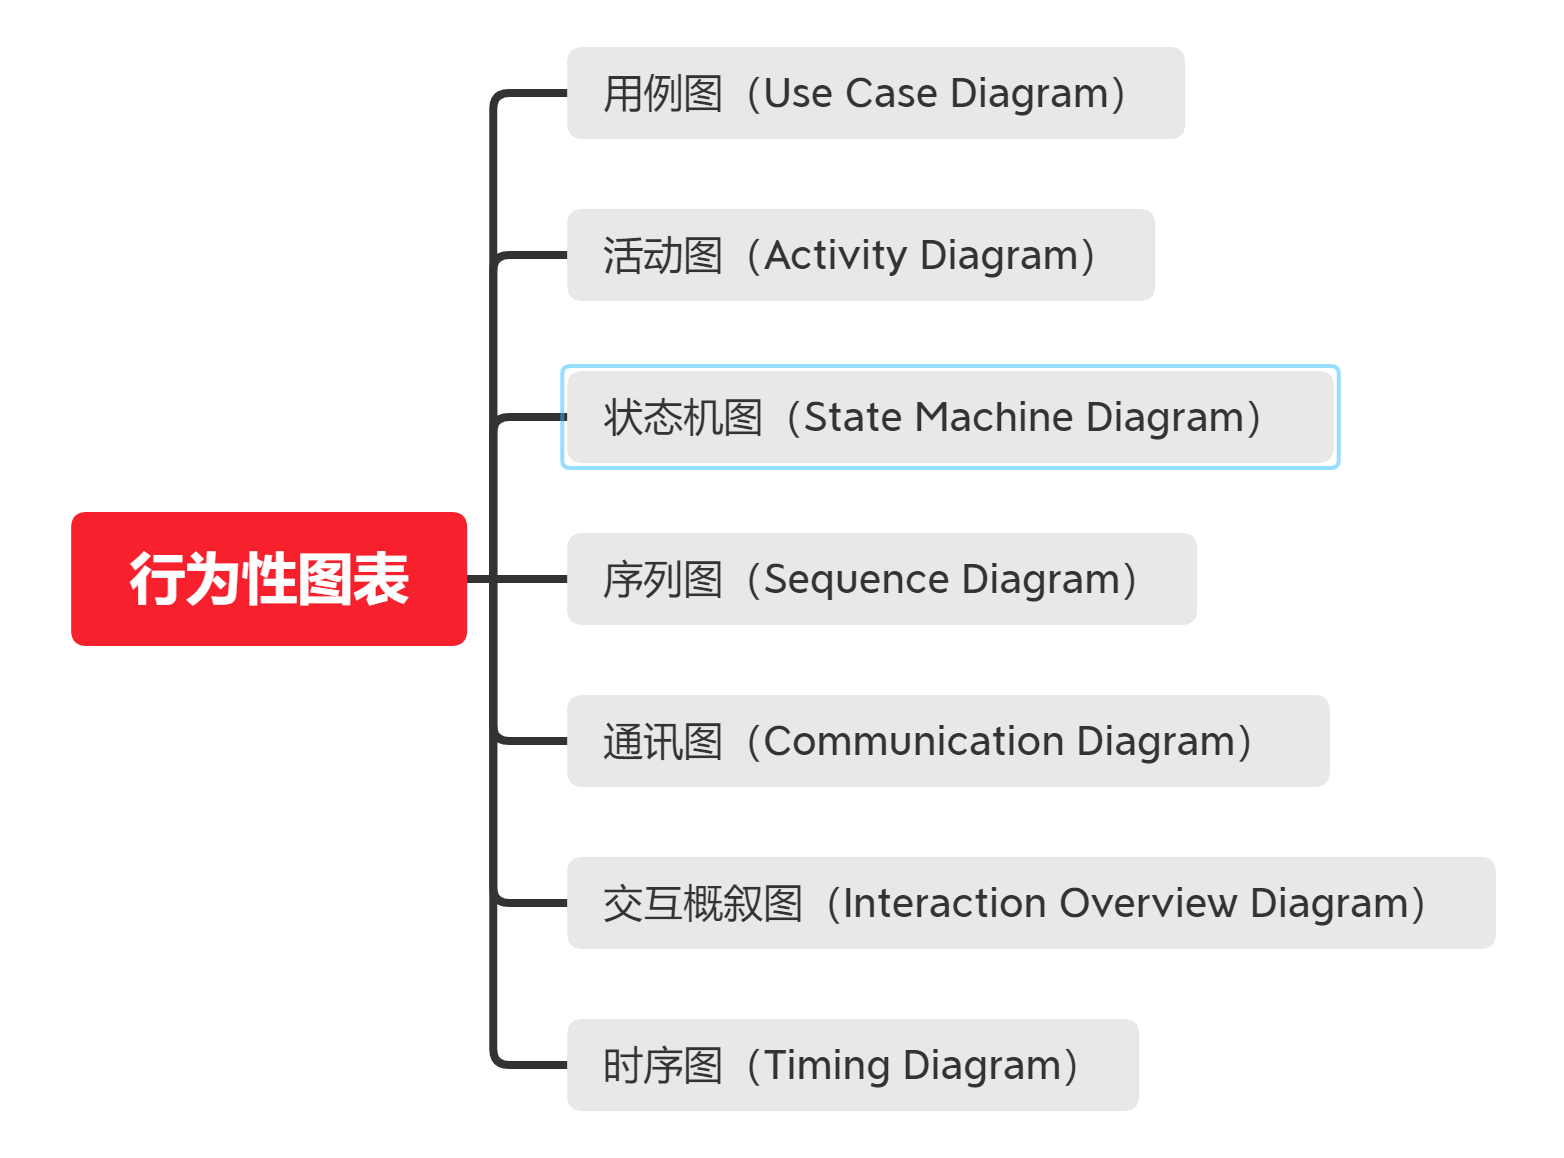 用例图（Use Case Diagram）
活动图（Activity Diagram）
状态机图（State Machine Diagram）
行为性图表
序列图（Sequence Diagram）
通讯图（Communication Diagram）
交互概叙图（Interaction Overview Diagram）
时序图（Timing Diagram）